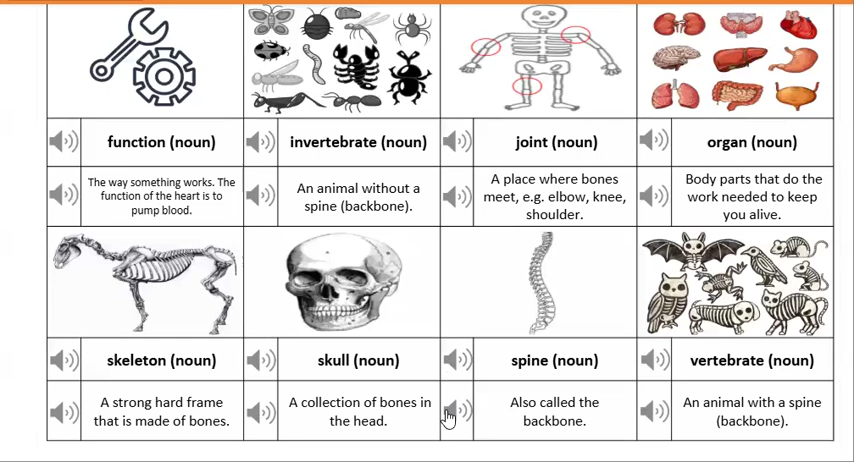 function (noun)
invertebrate (noun)
joint (noun)
organ (noun)
The way something works. The
function of the heart is to
pump blood.
An animal without a
spine (backbone).
A place where bones
meet, e.g. elbow, knee,
shoulder.
Body parts that do the
work needed to keep
you alive.
skeleton (noun)
skull (noun)
spine (noun)
vertebrate (noun)
A strong hard frame
that is made of bones.
A collection of bones in
the head.
Also called the
backbone.
An animal with a spine
(backbone).